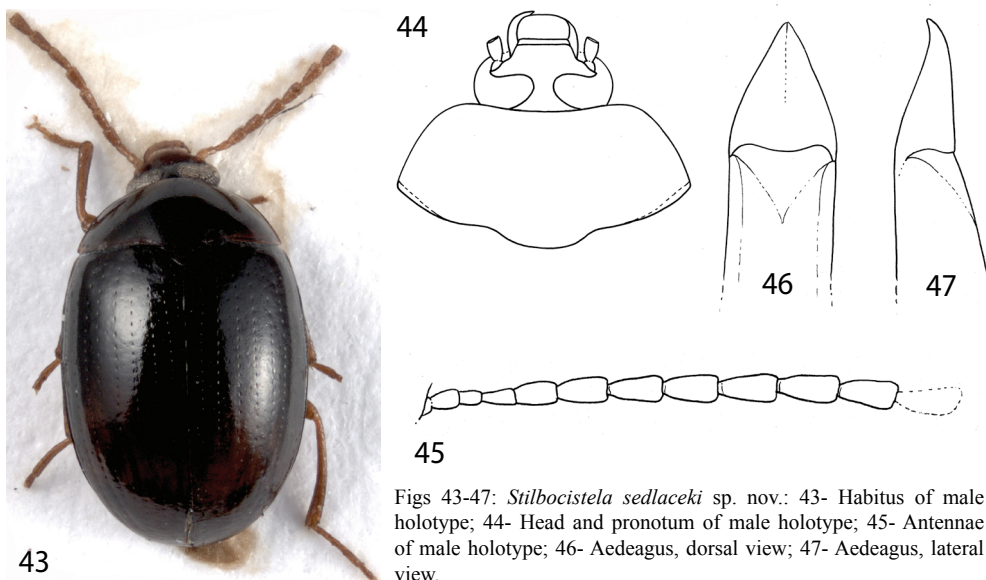 44
43
46
47
45
Figs 43-47: Stilbocistela sedlaceki sp. nov.: 43- Habitus of male
holotype; 44- Head and pronotum of male holotype; 45- Antennae
of male holotype; 46- Aedeagus, dorsal view; 47- Aedeagus, lateral
view.